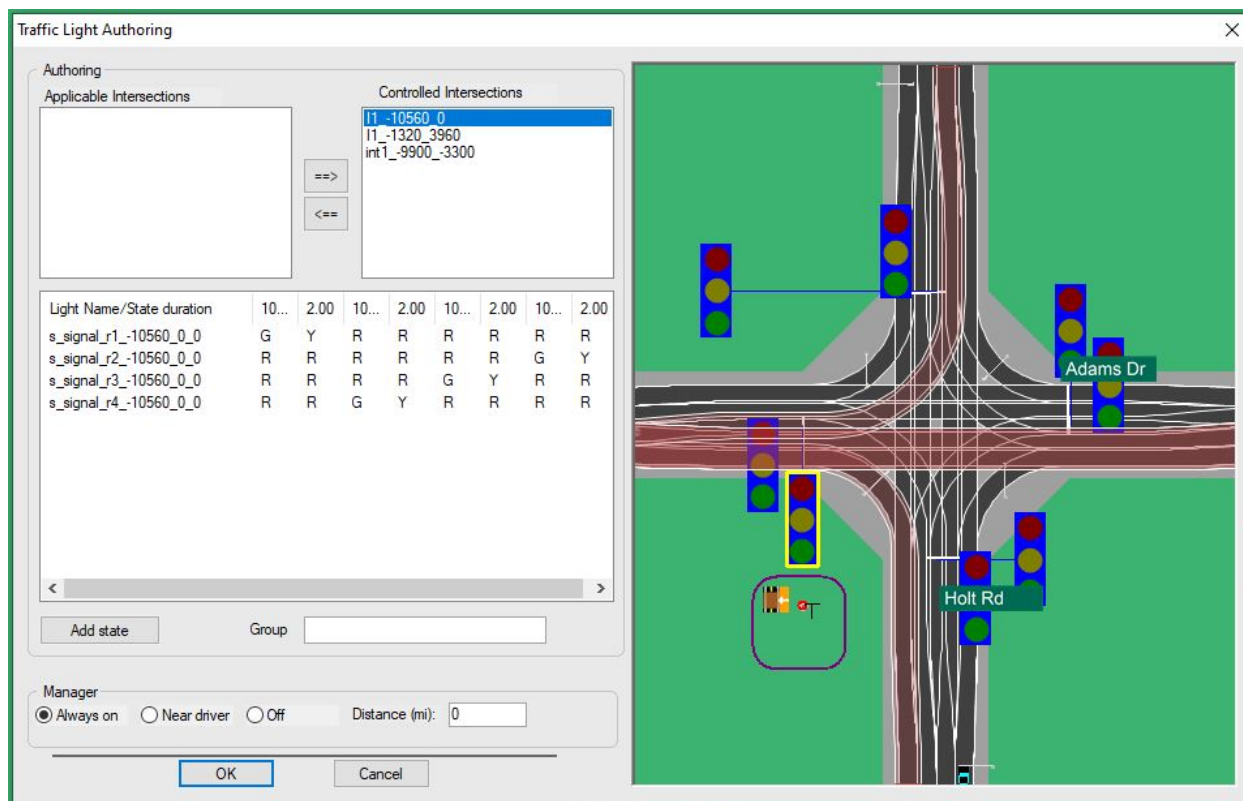 Traffic Light Authoring
Authoring
Applicable Intersections
Controlled Intersections
I1_-10560_0
I1_-1320_3960
int1_-9900_-3300
==>
<==
Light Name/State duration 10... 2.00 10... 2.00 10... 2.00 10... 2.00
s_signal_r1_-10560_0_0 G Y R R R R R R
s_signal_r2_-10560_0_0 R R R R R R G Y
s_signal_r3_-10560_0_0 R R R R G Y R R
s_signal_r4_-10560_0_0 R R G Y R R R R
Add state
Group
Manager
Always on
Near driver
Off
Distance (mi): 0
OK
Cancel
Adams Dr
Holt Rd